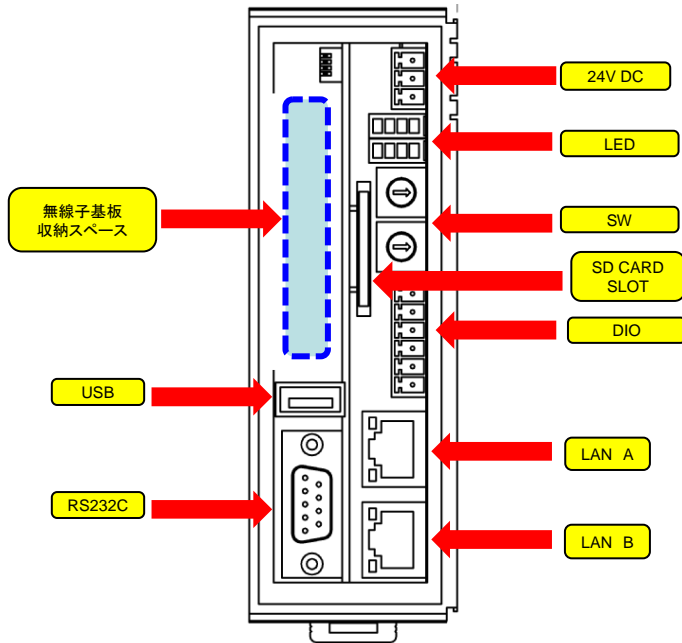 24V DC
LED
無線子基板
収納スペース
SW
SD CARD
SLOT
DIO
USB
LAN A
RS232C
LAN B